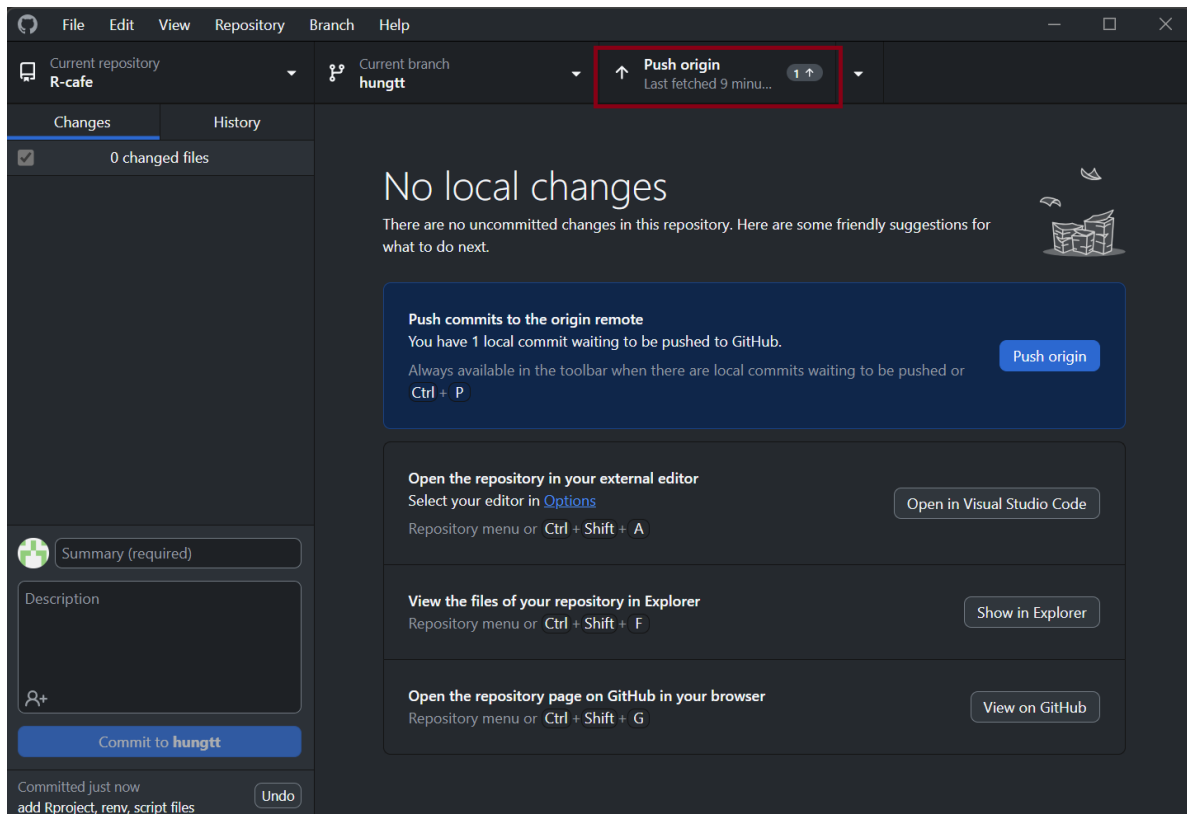 File Edit View Repository Branch Help
Current repository
R-cafe
Current branch
hungtt
Push origin
Last fetched 9 minu...
1
Changes History
0 changed files
No local changes
There are no uncommitted changes in this repository. Here are some friendly suggestions for
what to do next.
Push commits to the origin remote
You have 1 local commit waiting to be pushed to GitHub.
Always available in the toolbar when there are local commits waiting to be pushed or
Ctrl + P
Push origin
Open the repository in your external editor
Select your editor in Options
Repository menu or Ctrl + Shift + A
Open in Visual Studio Code
View the files of your repository in Explorer
Repository menu or Ctrl + Shift + F
Show in Explorer
Open the repository page on GitHub in your browser
Repository menu or Ctrl + Shift + G
View on GitHub
Summary (required)
Description
Commit to hungtt
Committed just now
add Rproject, renv, script files
Undo